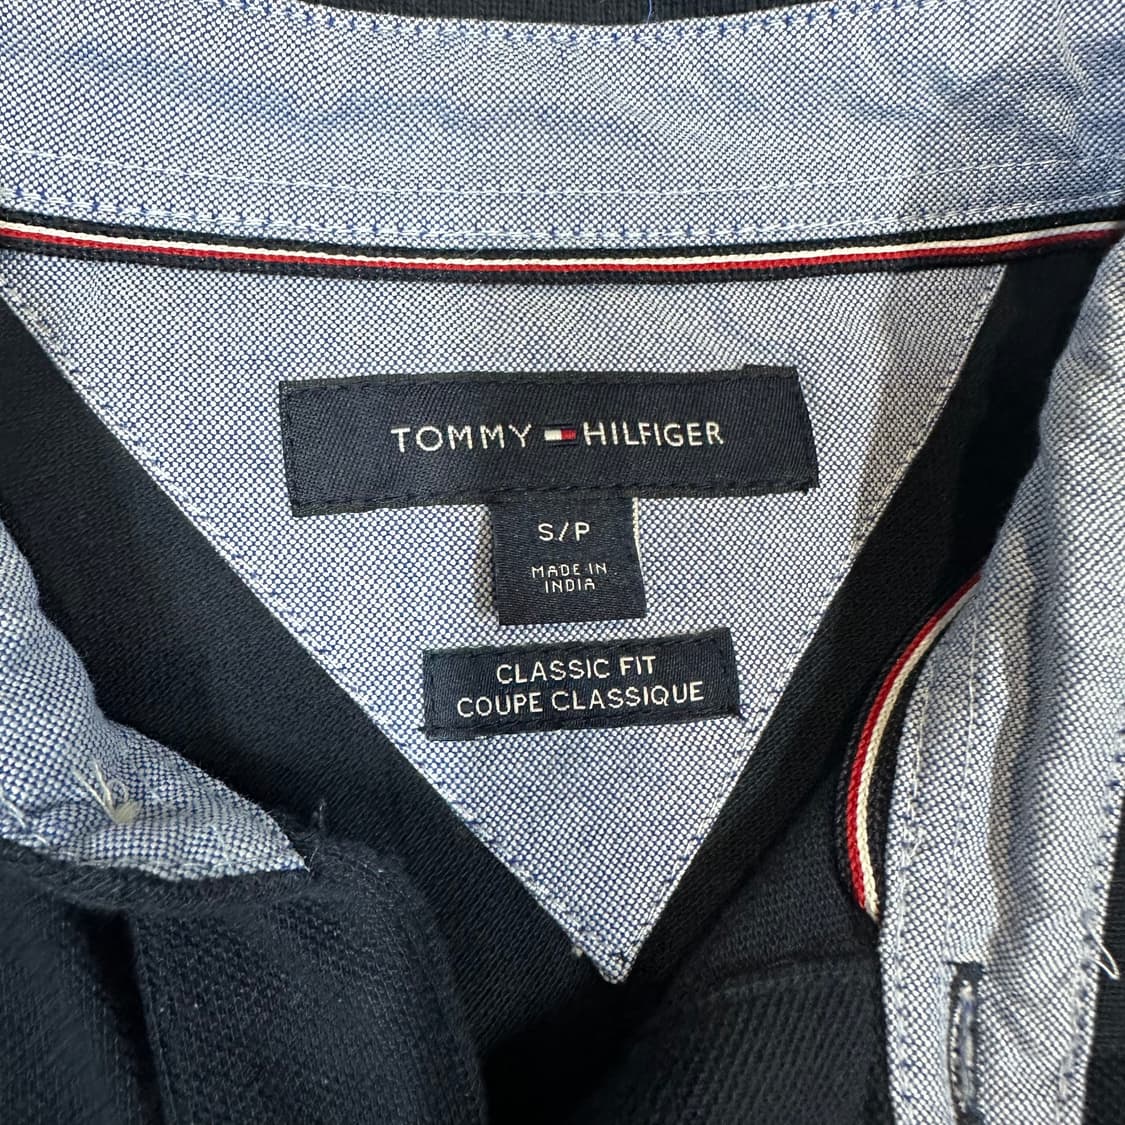 TOMMY HILFIGER
S/P
MADE IN
INDIA
CLASSIC FIT
COUPE CLASSIQUE